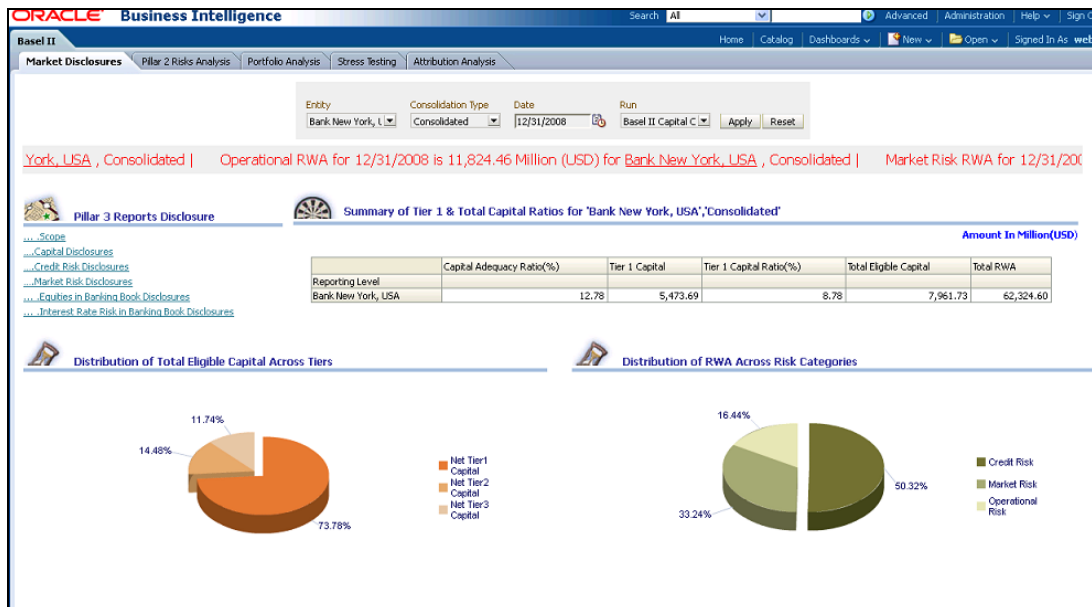 ORACLE Business Intelligence
Search All Advanced Administration Help Sign
Basel II
Home Catalog Dashboards New Open Signed In As web
Market Disclosures Pillar 2 Risks Analysis Portfolio Analysis Stress Testing Attribution Analysis
Entity Consolidation Type Date Run
Bank New York, Consolidated 12/31/2008 Basel II Capital C Apply Reset
York, USA , Consolidated | Operational RWA for 12/31/2008 is 11,824.46 Million (USD) for Bank New York, USA , Consolidated | Market Risk RWA for 12/31/200
Pillar 3 Reports Disclosure
... .Scope
....Capital Disclosures
....Credit Risk Disclosures
....Market Risk Disclosures
... .Equities in Banking Book Disclosures
... .Interest Rate Risk in Banking Book Disclosures
Summary of Tier 1 & Total Capital Ratios for 'Bank New York, USA','Consolidated'
Amount In Million(USD)
Capital Adequacy Ratio(%) Tier 1 Capital Tier 1 Capital Ratio(%) Total Eligible Capital Total RWA
Reporting Level
Bank New York, USA 12.78 5,473.69 8.78 7,961.73 62,324.60
Distribution of Total Eligible Capital Across Tiers
11.74%
14.48%
73.78%
Net Tier1
Capital
Net Tier2
Capital
Net Tier3
Capital
Distribution of RWA Across Risk Categories
16.44%
50.32%
33.24%
Credit Risk
Market Risk
Operational
Risk